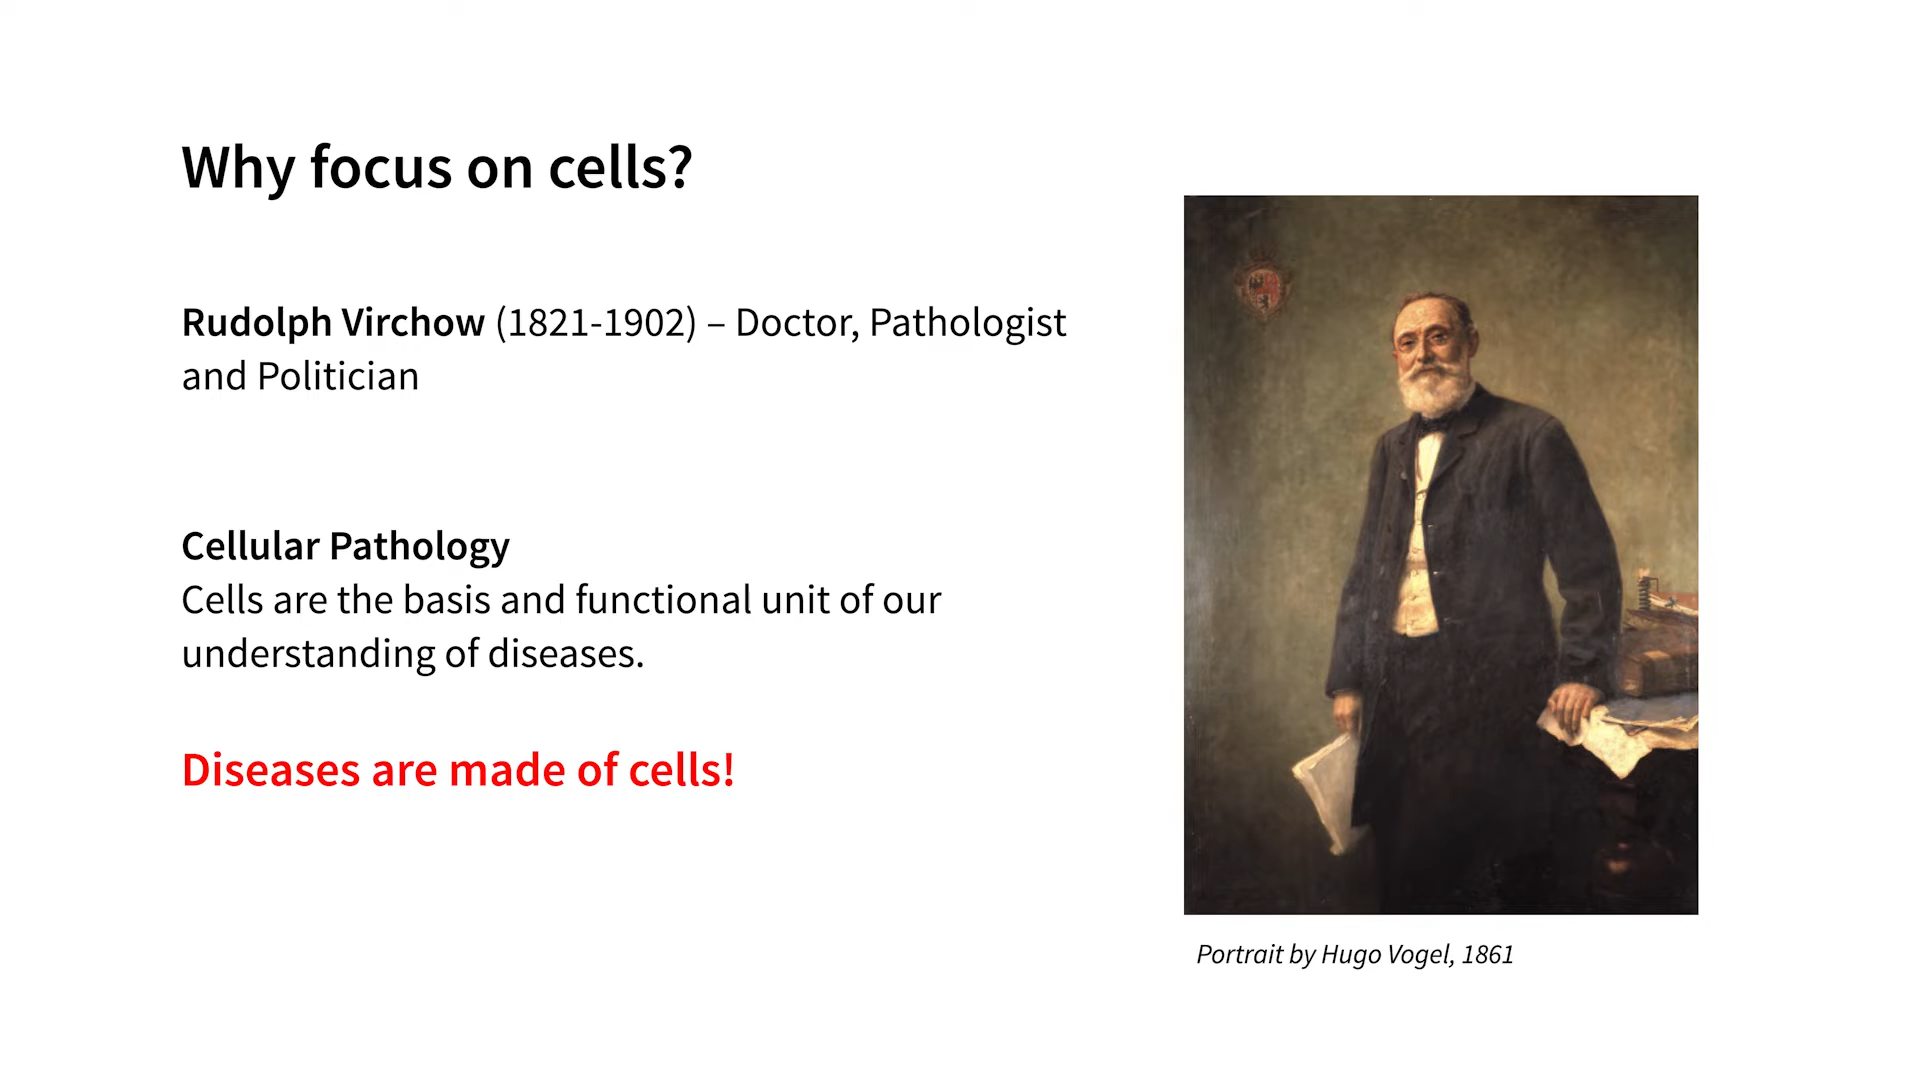 Why focus on cells?
Rudolph Virchow (1821-1902) – Doctor, Pathologist
and Politician
Cellular Pathology
Cells are the basis and functional unit of our
understanding of diseases.
Diseases are made of cells!
Portrait by Hugo Vogel, 1861